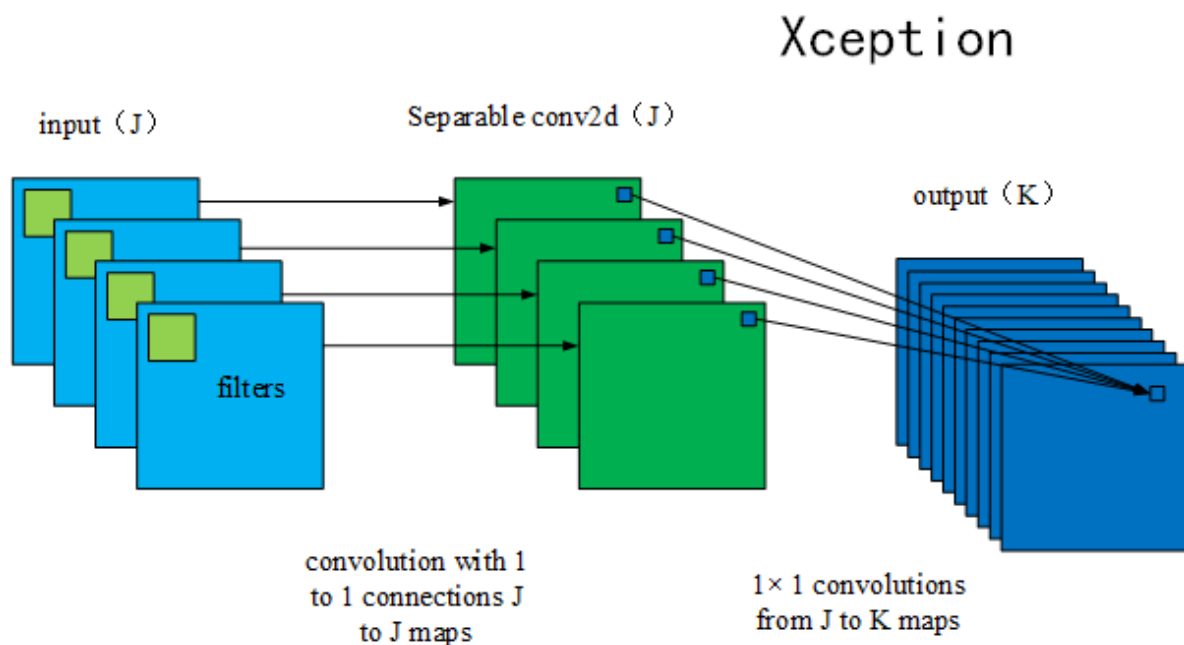 Xception
input（J）
Separable conv2d（J）
output（K）
filters
convolution with 1
to 1 connections J
to J maps
1× 1 convolutions
from J to K maps